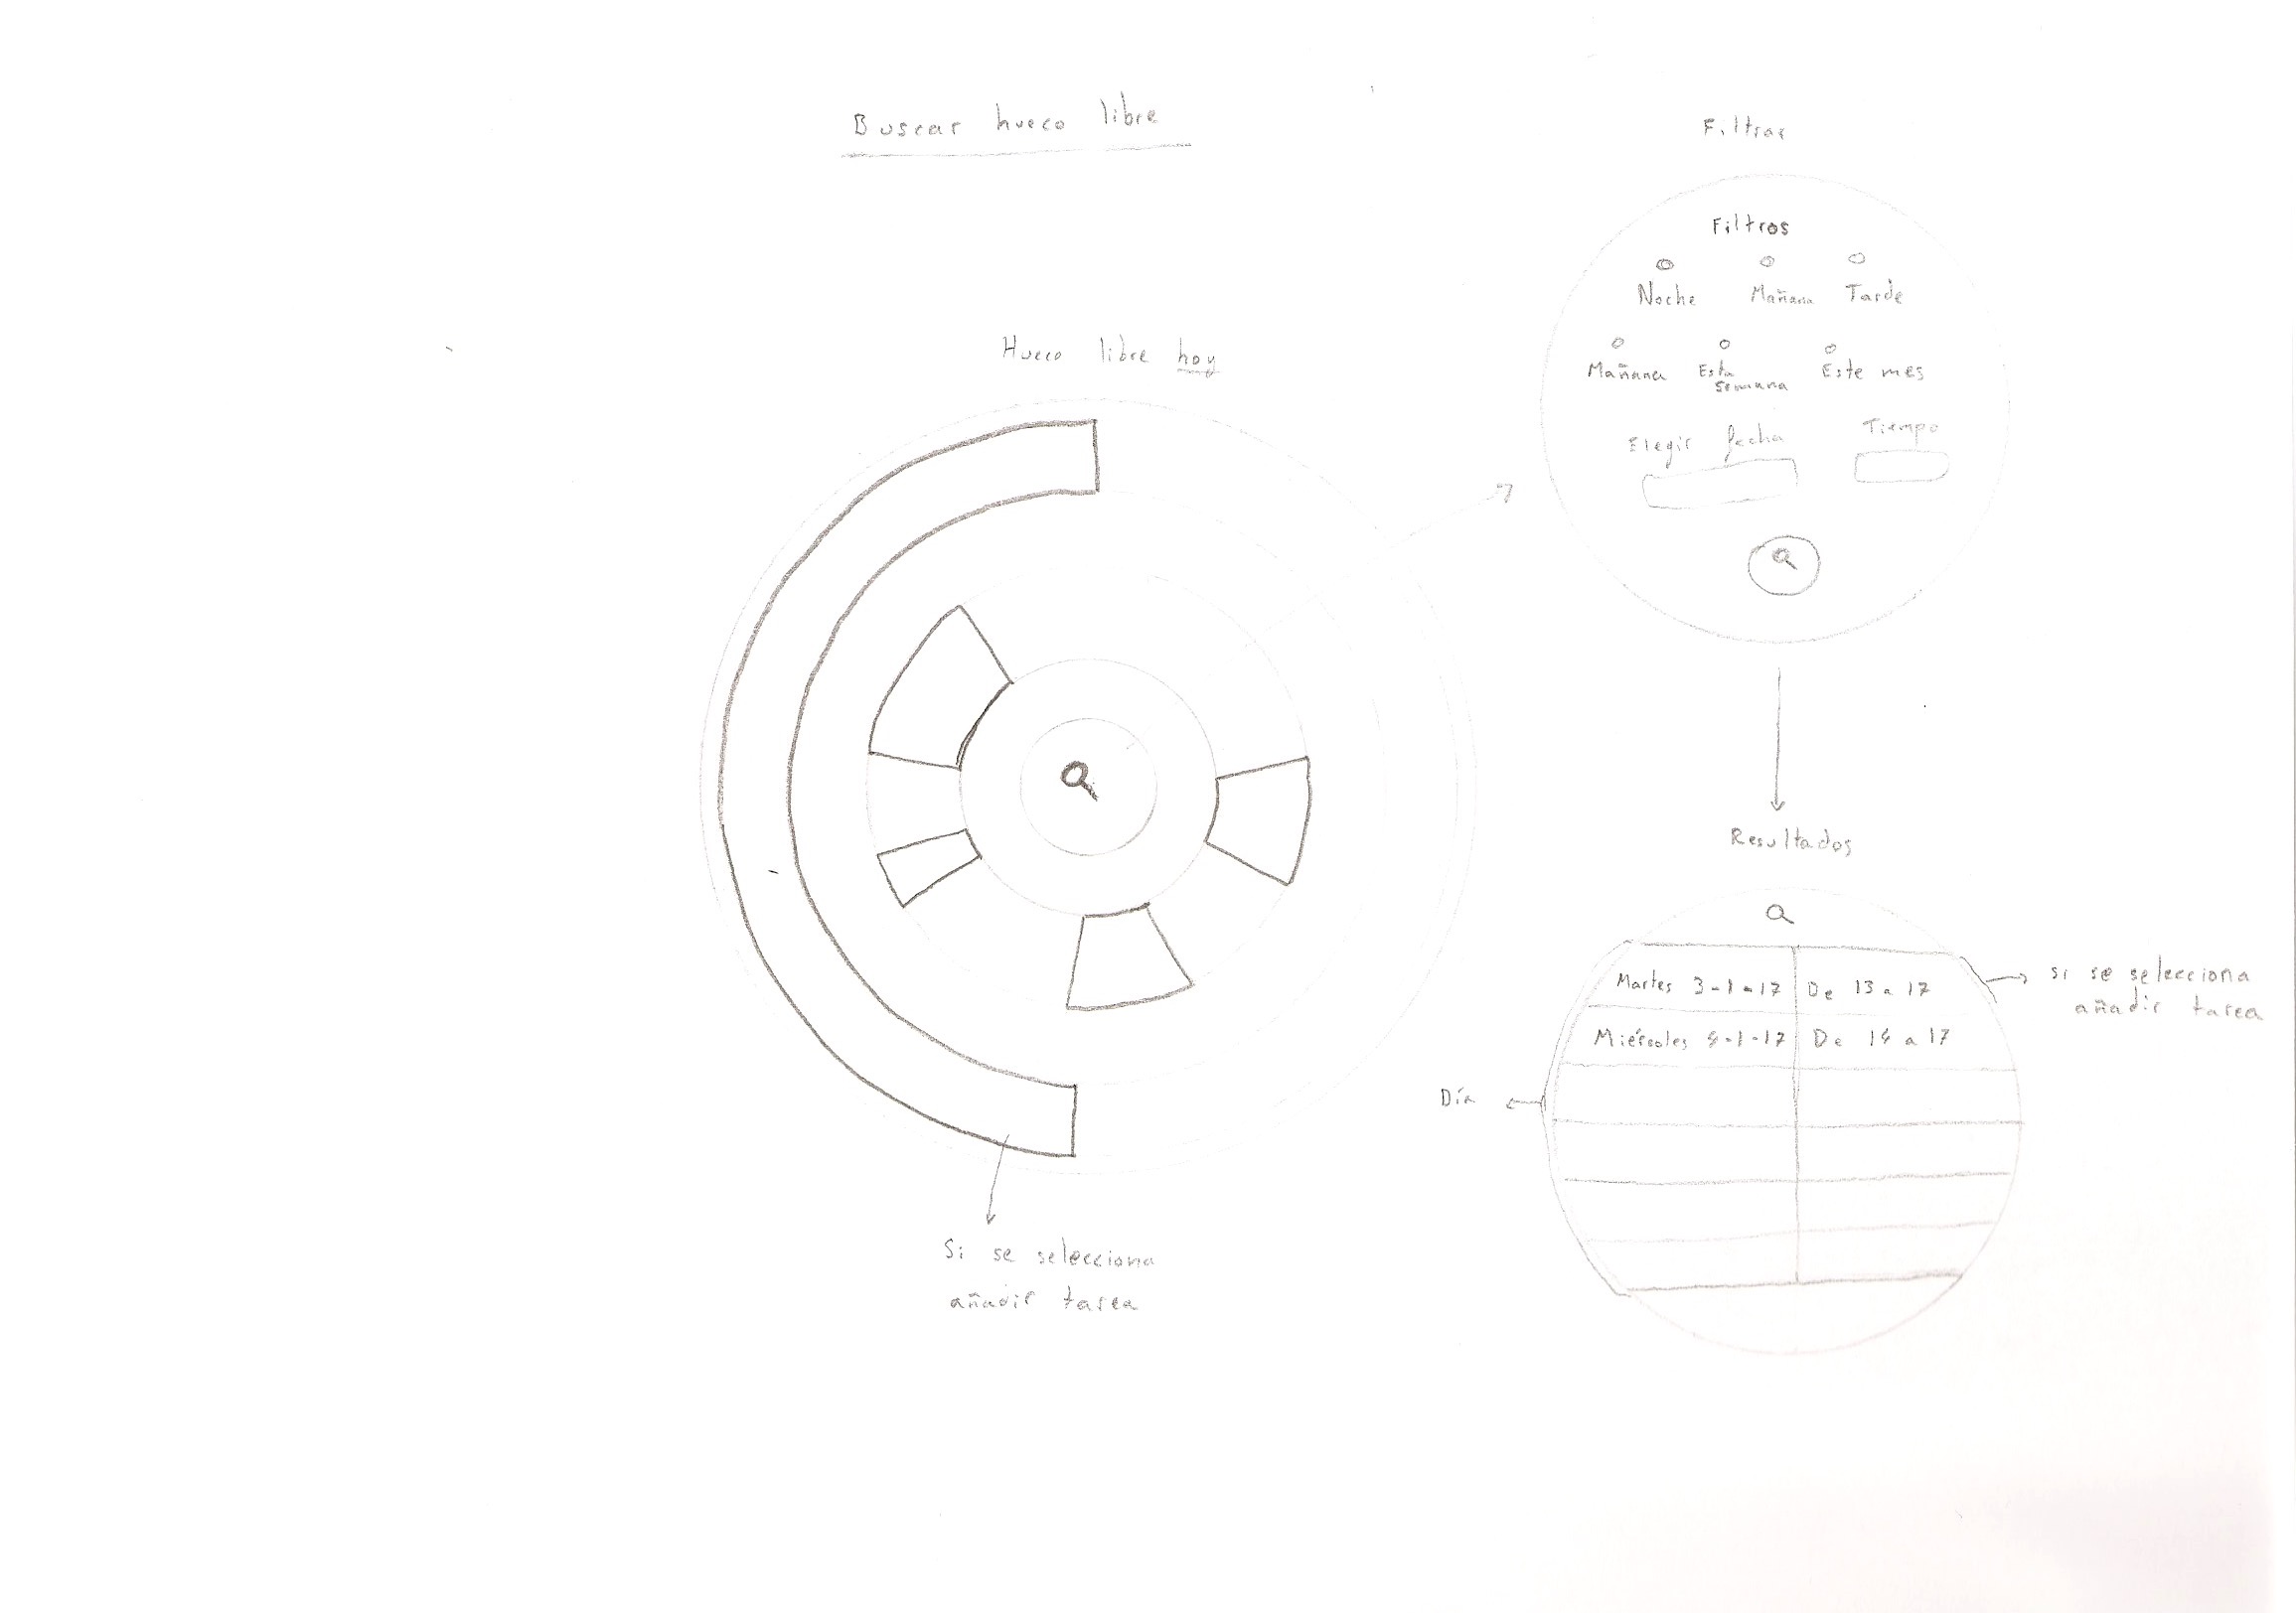 Buscar hueco libre
Hueco libre hoy
Si se selecciona
añadir tarea
Filtrar
Filtros
Noche Mañana Tarde
Mañana Esta semana Este mes
Elegir fecha Tiempo
Resultados
Martes 3-1-17 De 13 a 17
Miércoles 4-1-17 De 14 a 17
Día
si se selecciona
añadir tarea